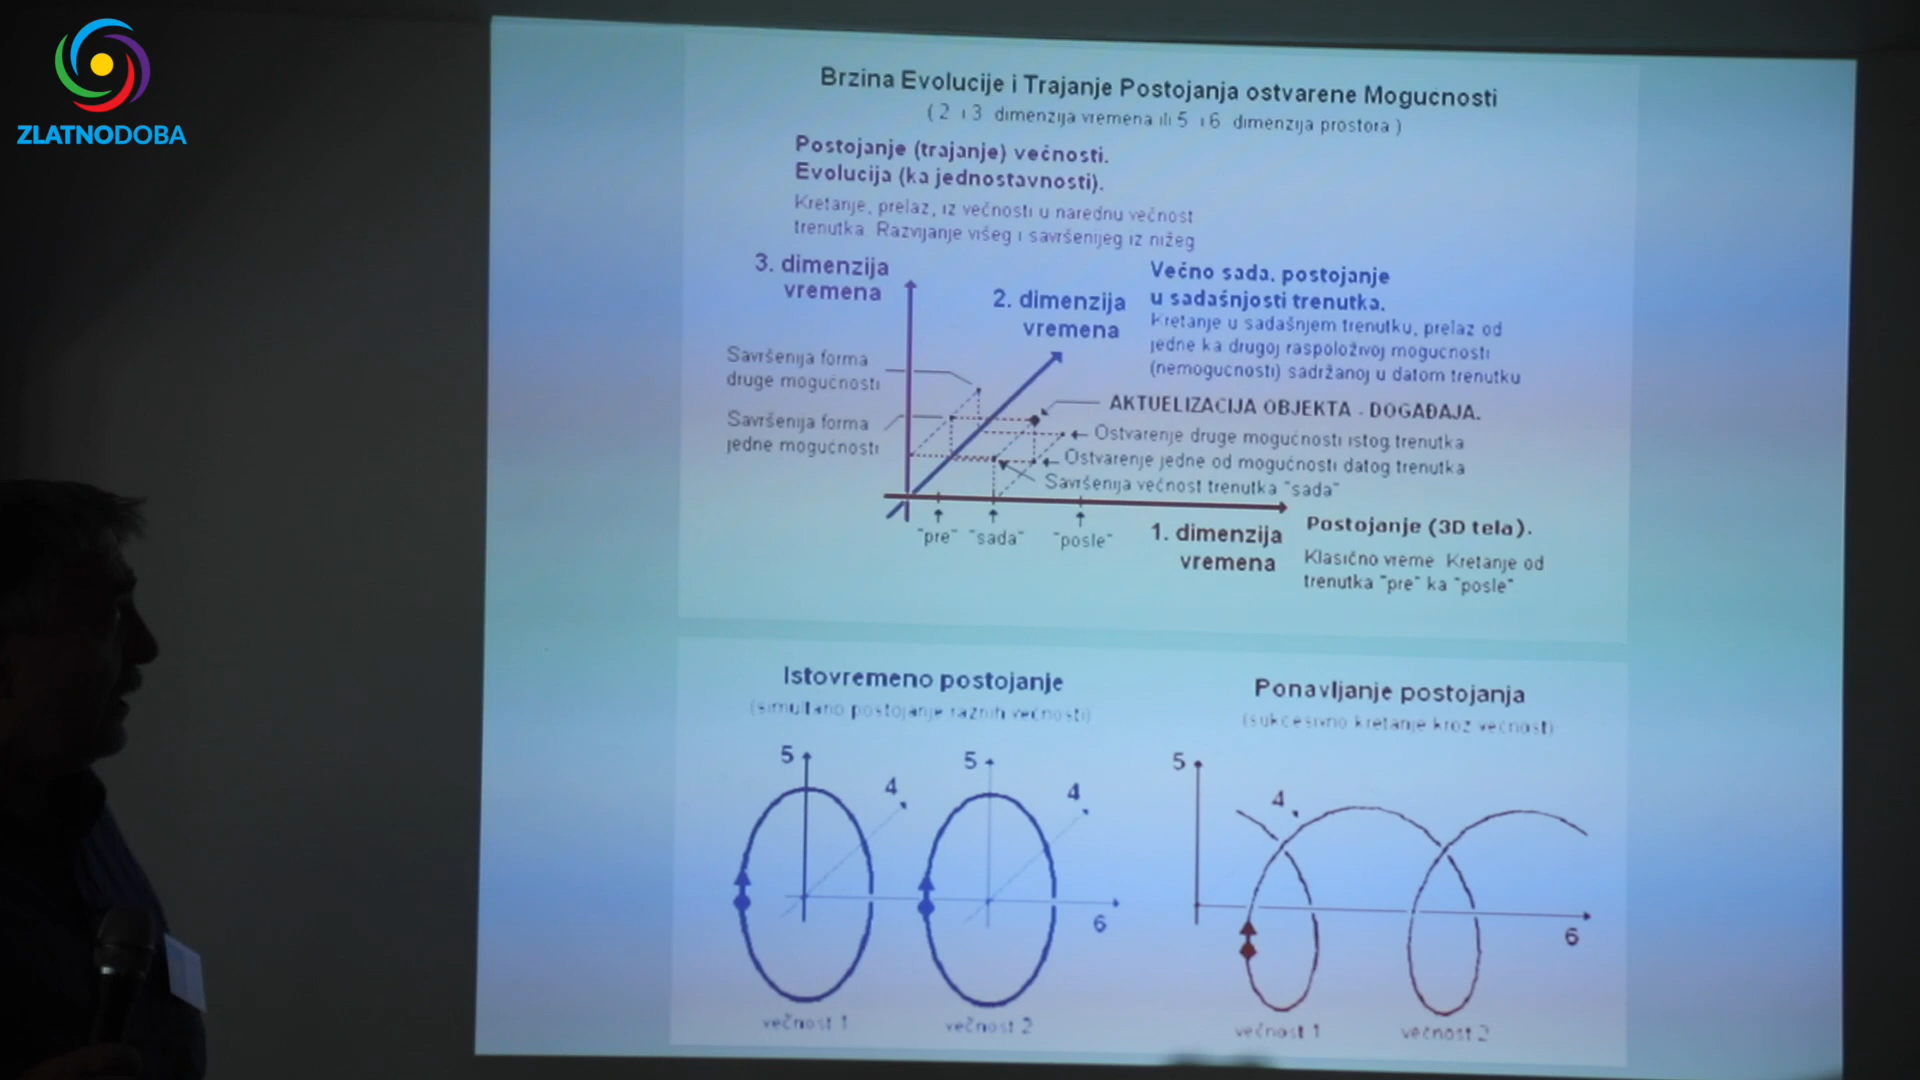 ZLATNODOBA
Brzina Evolucije i Trajanje Postojanja ostvarene Mogućnosti
( 2 i 3 dimenzija vremena ili 5 i 6 dimenzija prostora )
Postojanje (trajanje) večnosti.
Evolucija (ka jednostavnosti).
Kretanje, prelaz, iz večnosti u narednu večnost
trenutka. Razvijanje višeg i savršenijeg iz nižeg
3. dimenzija
vremena
2. dimenzija
vremena
Večno sada, postojanje
u sadašnjosti trenutka.
Kretanje u sadašnjem trenutku, prelaz od
jedne ka drugoj raspoloživoj mogućnosti
(nemogućnosti) sadržanoj u datom trenutku
Savršenija forma
druge mogućnosti
Savršenija forma
jedne mogućnosti
AKTUELIZACIJA OBJEKTA - DOGAĐAJA.
Ostvarenje druge mogućnosti istog trenutka
Ostvarenje jedne od mogućnosti datog trenutka
Savršenija večnost trenutka "sada"
"pre" "sada" "posle"
1. dimenzija
vremena
Postojanje (3D tela).
Klasično vreme Kretanje od
trenutka "pre" ka "posle"
Istovremeno postojanje
(simultano postojanje raznih večnosti)
5
4
5
4
6
večnost 1
večnost 2
Ponavljanje postojanja
(sukcesivno kretanje kroz večnost)
5
4
6
večnost 1
večnost 2